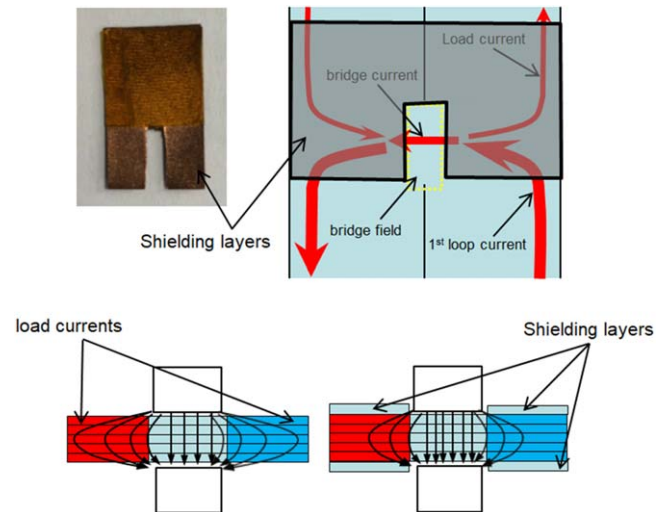 Load current
bridge current
Shielding layers
bridge field
1st loop current
load currents
Shielding layers